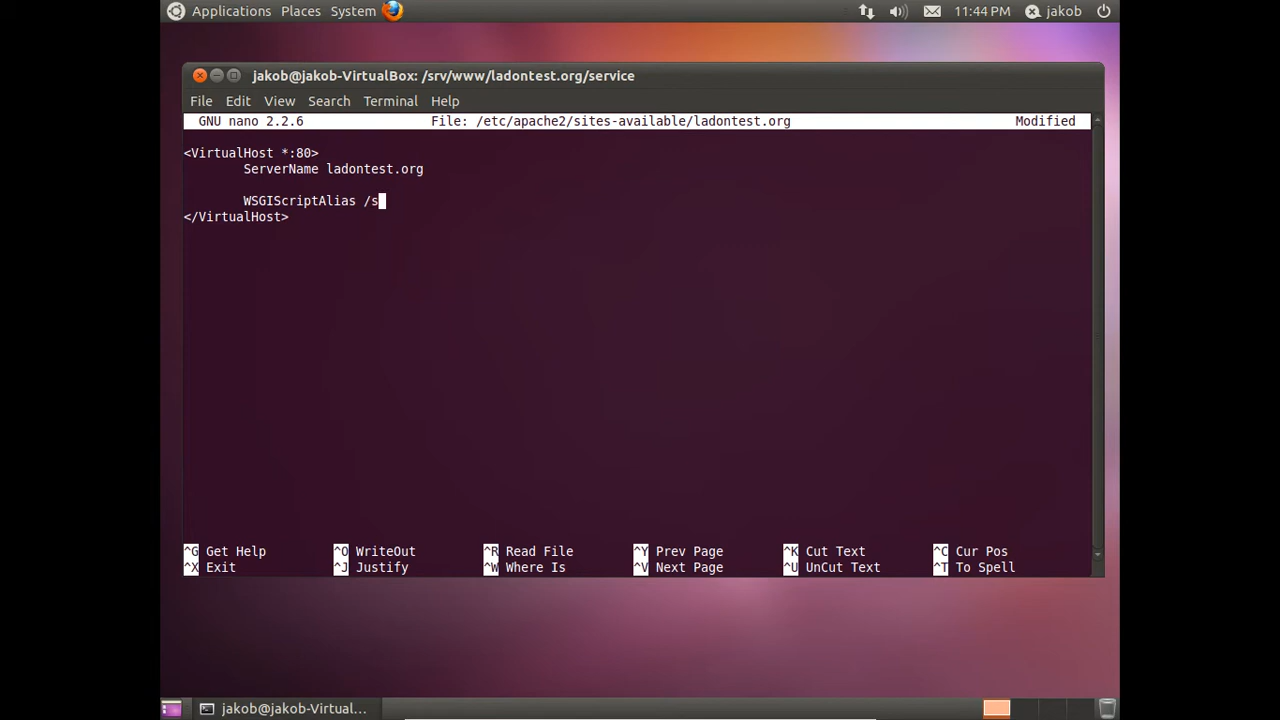 Applications Places System 11:44 PM jakob
jakob@jakob-VirtualBox: /srv/www/ladontest.org/service
File Edit View Search Terminal Help
GNU nano 2.2.6 File: /etc/apache2/sites-available/ladontest.org Modified
<VirtualHost *:80>
ServerName ladontest.org
WSGIScriptAlias /s
</VirtualHost>
^G Get Help ^O WriteOut ^R Read File ^Y Prev Page ^K Cut Text ^C Cur Pos
^X Exit ^J Justify ^W Where Is ^V Next Page ^U UnCut Text ^T To Spell
jakob@jakob-Virtual...